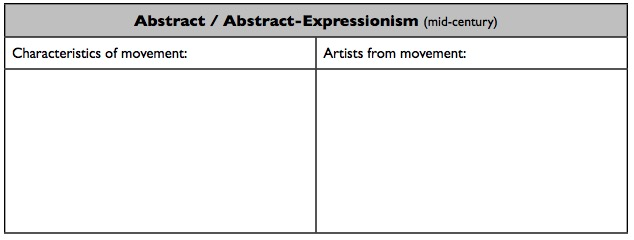 Abstract / Abstract-Expressionism (mid-century)
Characteristics of movement:
Artists from movement: